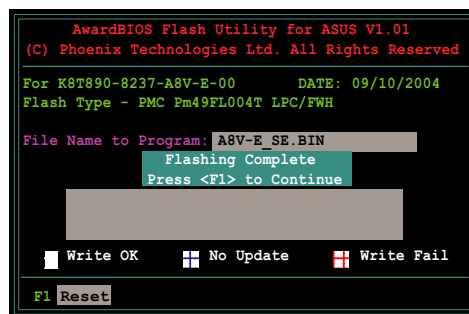 AwardBIOS Flash Utility for ASUS V1.01
(C) Phoenix Technologies Ltd. All Rights Reserved
For K8T890-8237-A8V-E-00 DATE: 09/10/2004
Flash Type - PMC Pm49FL004T LPC/FWH
File Name to Program: A8V-E_SE.BIN
Flashing Complete
Press <F1> to Continue
Write OK No Update Write Fail
F1 Reset